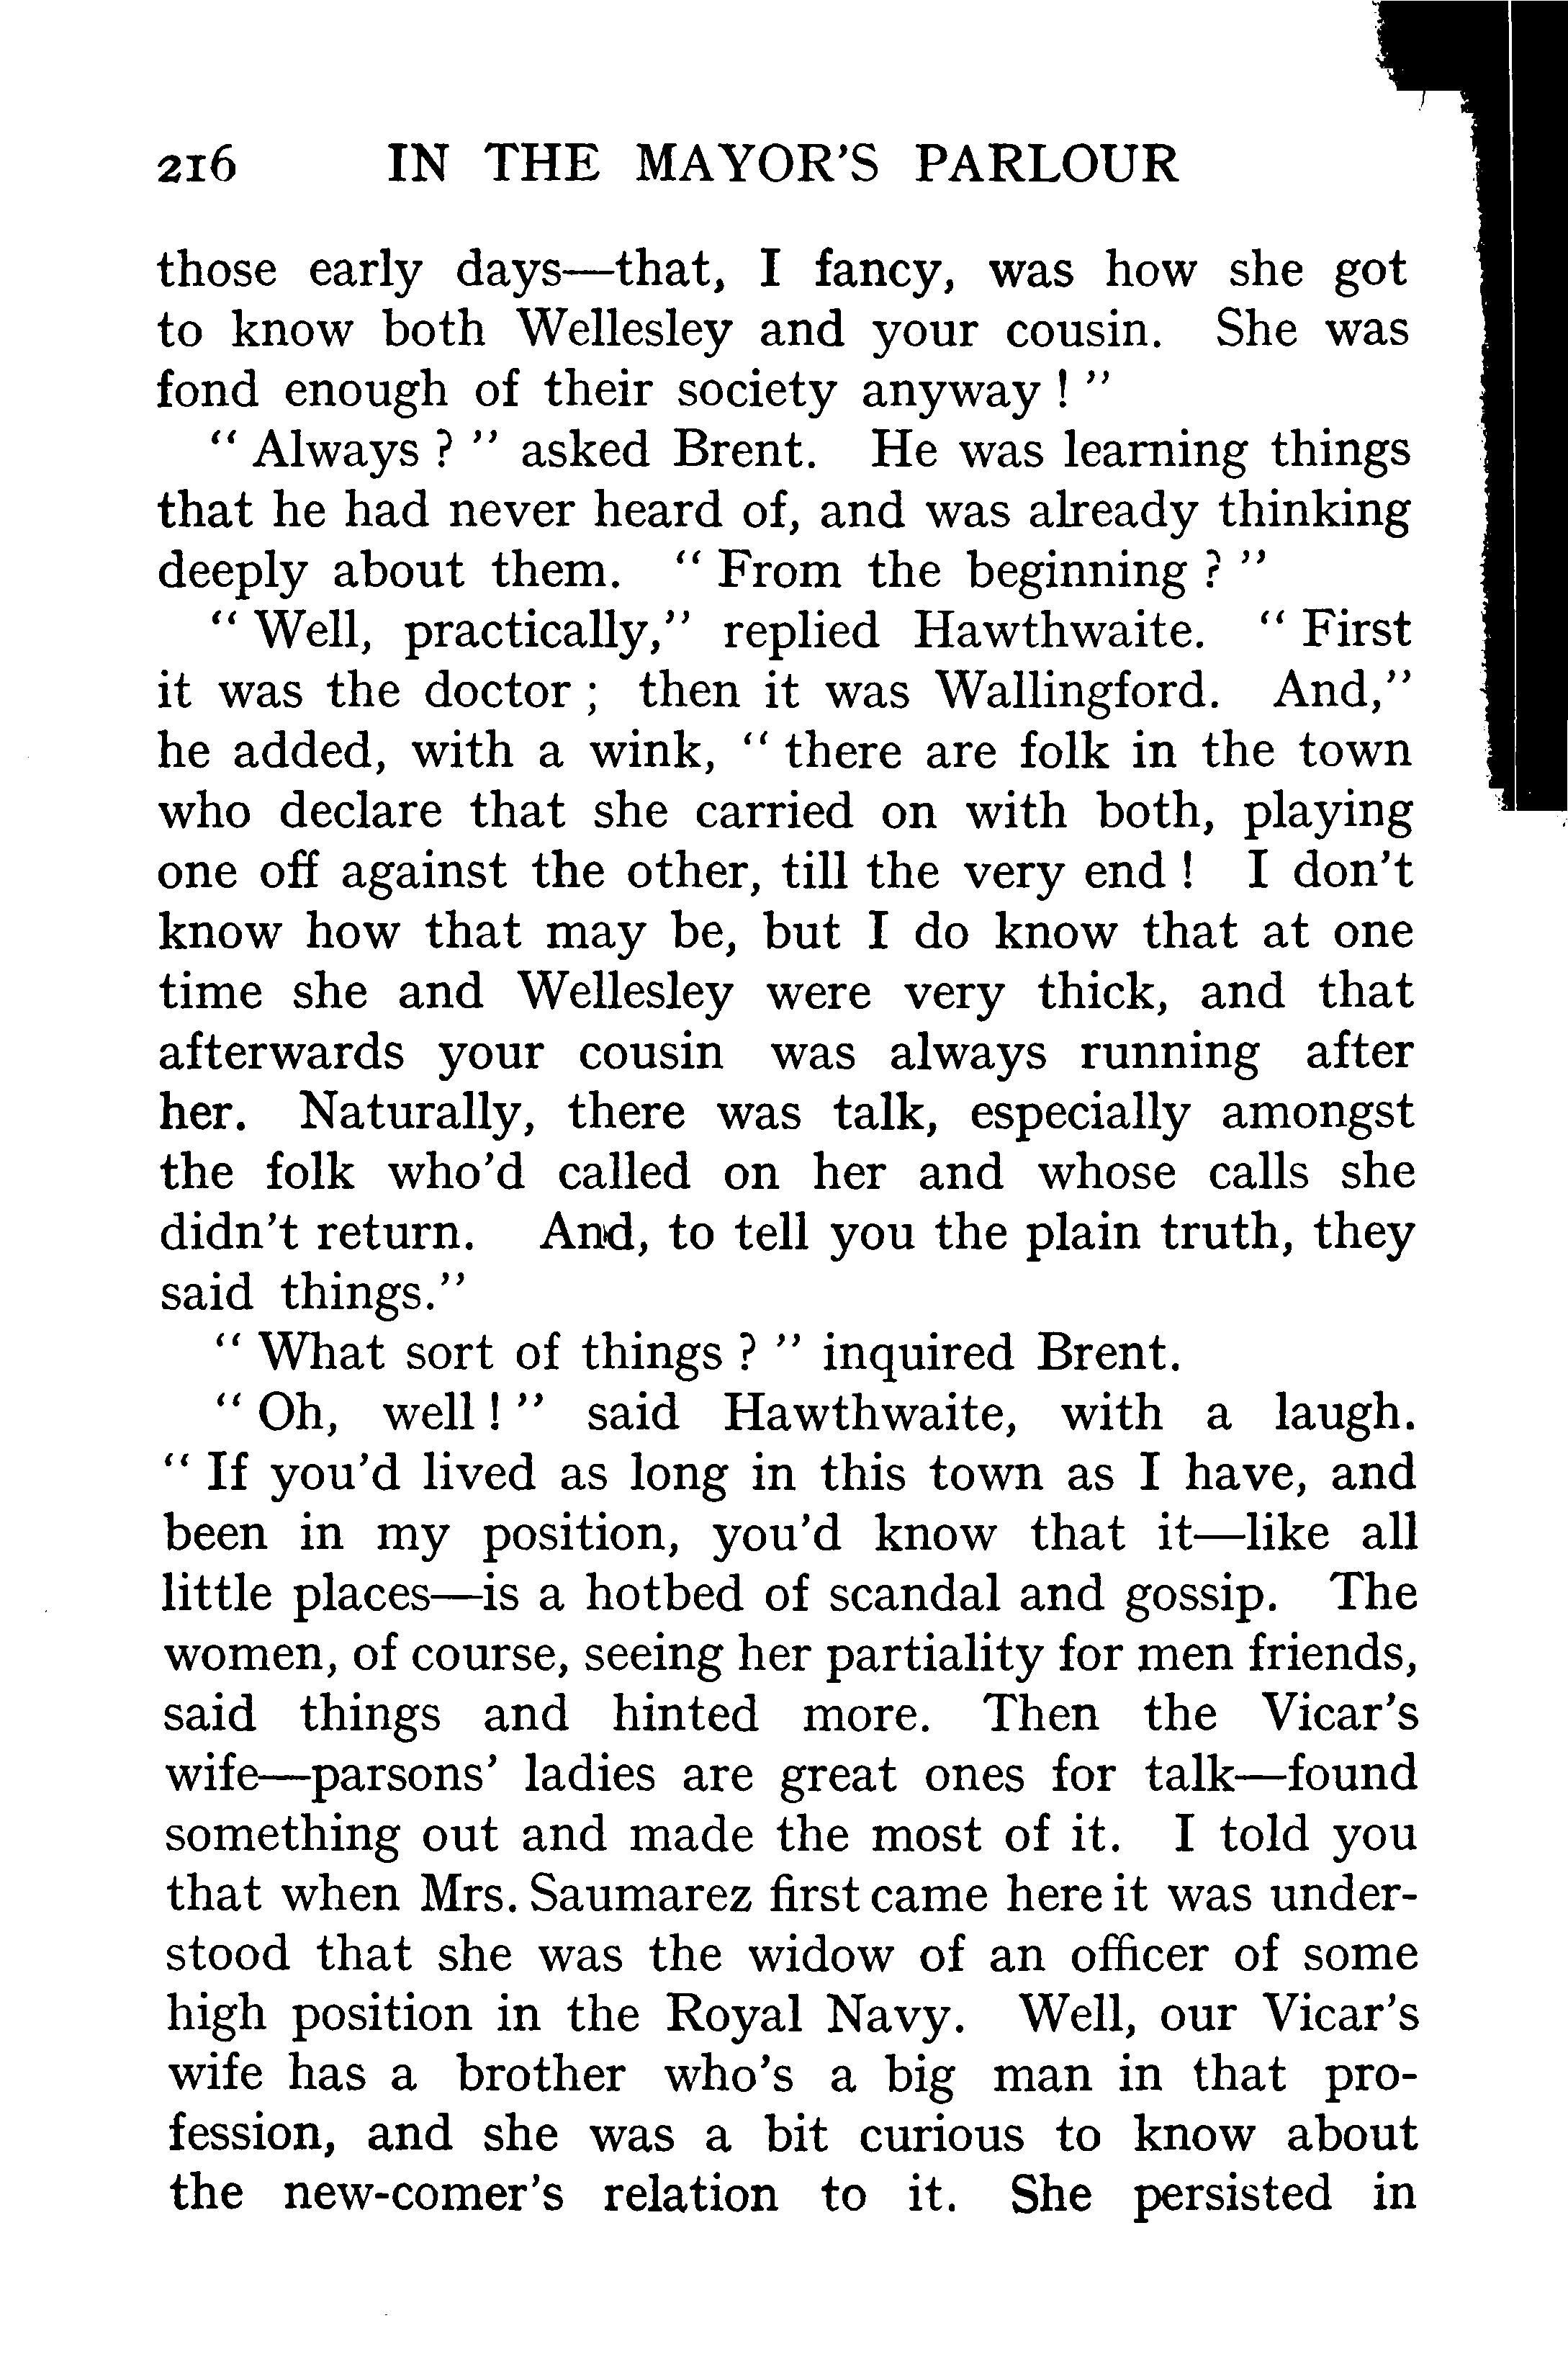 216 IN THE MAYOR'S PARLOUR
those early days—that, I fancy, was how she got
to know both Wellesley and your cousin. She was
fond enough of their society anyway ! ”
“ Always ? ” asked Brent. He was learning things
that he had never heard of, and was already thinking
deeply about them. “ From the beginning ? ”
“ Well, practically,” replied Hawthwaite. “ First
it was the doctor ; then it was Wallingford. And,”
he added, with a wink, “ there are folk in the town
who declare that she carried on with both, playing
one off against the other, till the very end ! I don't
know how that may be, but I do know that at one
time she and Wellesley were very thick, and that
afterwards your cousin was always running after
her. Naturally, there was talk, especially amongst
the folk who'd called on her and whose calls she
didn't return. And, to tell you the plain truth, they
said things.”
“ What sort of things ? ” inquired Brent.
“ Oh, well ! ” said Hawthwaite, with a laugh.
“ If you'd lived as long in this town as I have, and
been in my position, you'd know that it—like all
little places—is a hotbed of scandal and gossip. The
women, of course, seeing her partiality for men friends,
said things and hinted more. Then the Vicar's
wife—parsons' ladies are great ones for talk—found
something out and made the most of it. I told you
that when Mrs. Saumarez first came here it was under-
stood that she was the widow of an officer of some
high position in the Royal Navy. Well, our Vicar's
wife has a brother who's a big man in that pro-
fession, and she was a bit curious to know about
the new-comer's relation to it. She persisted in